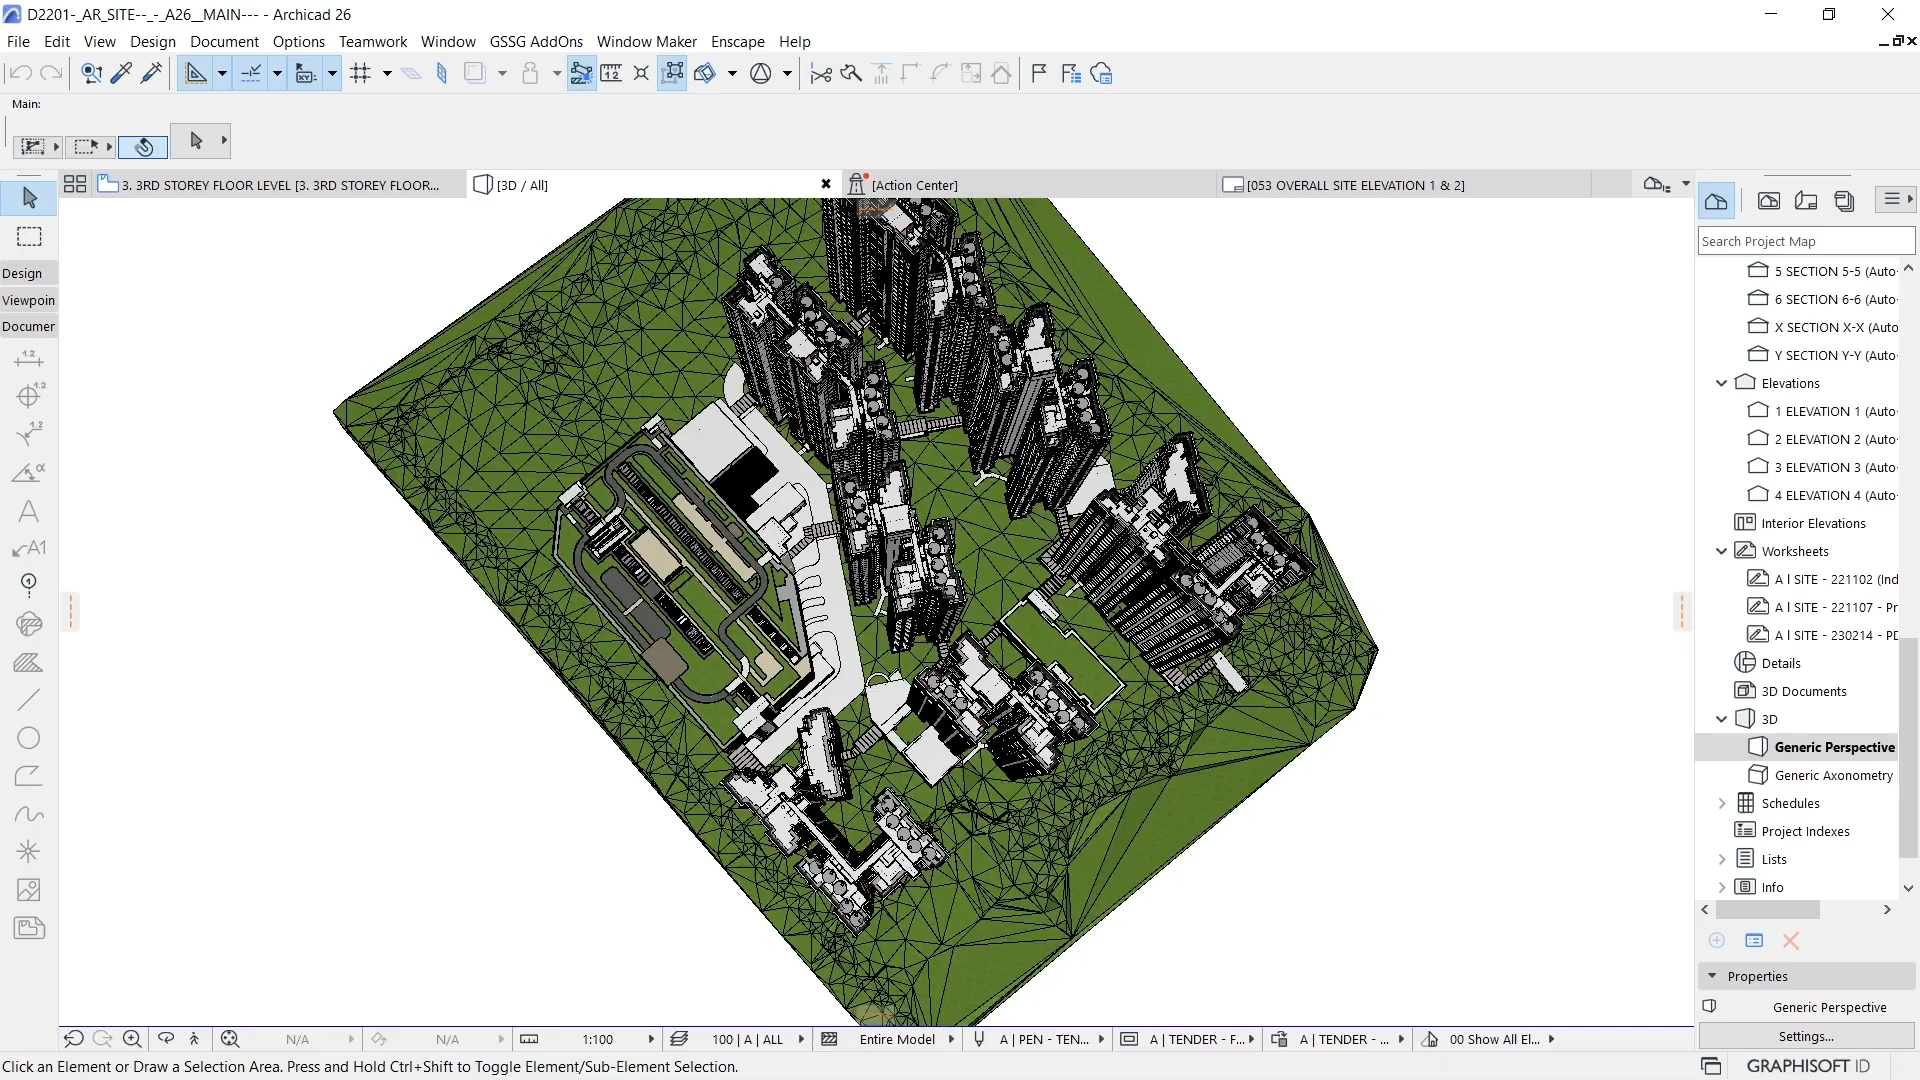 D2201-_AR_SITE--_-_A26__MAIN--- - Archicad 26
File Edit View Design Document Options Teamwork Window GSSG AddOns Window Maker Enscape Help
Main:
3. 3RD STOREY FLOOR LEVEL [3. 3RD STOREY FLOOR...
[3D / All]
[Action Center]
[053 OVERALL SITE ELEVATION 1 & 2]
Design
Viewpoin
Documer
Search Project Map
5 SECTION 5-5 (Auto-
6 SECTION 6-6 (Auto-
X SECTION X-X (Auto
Y SECTION Y-Y (Auto-
Elevations
1 ELEVATION 1 (Auto-
2 ELEVATION 2 (Auto-
3 ELEVATION 3 (Auto-
4 ELEVATION 4 (Auto-
Interior Elevations
Worksheets
A l SITE - 221102 (Ind
A l SITE - 221107 - Pr
A l SITE - 230214 - PD
Details
3D Documents
3D
Generic Perspective
Generic Axonometry
Schedules
Project Indexes
Lists
Info
Properties
Generic Perspective
Settings...
N/A N/A 1:100 100 | A | ALL Entire Model A | PEN - TEN... A | TENDER - F... A | TENDER - ... 00 Show All El...
Click an Element or Draw a Selection Area. Press and Hold Ctrl+Shift to Toggle Element/Sub-Element Selection.
GRAPHISOFT ID